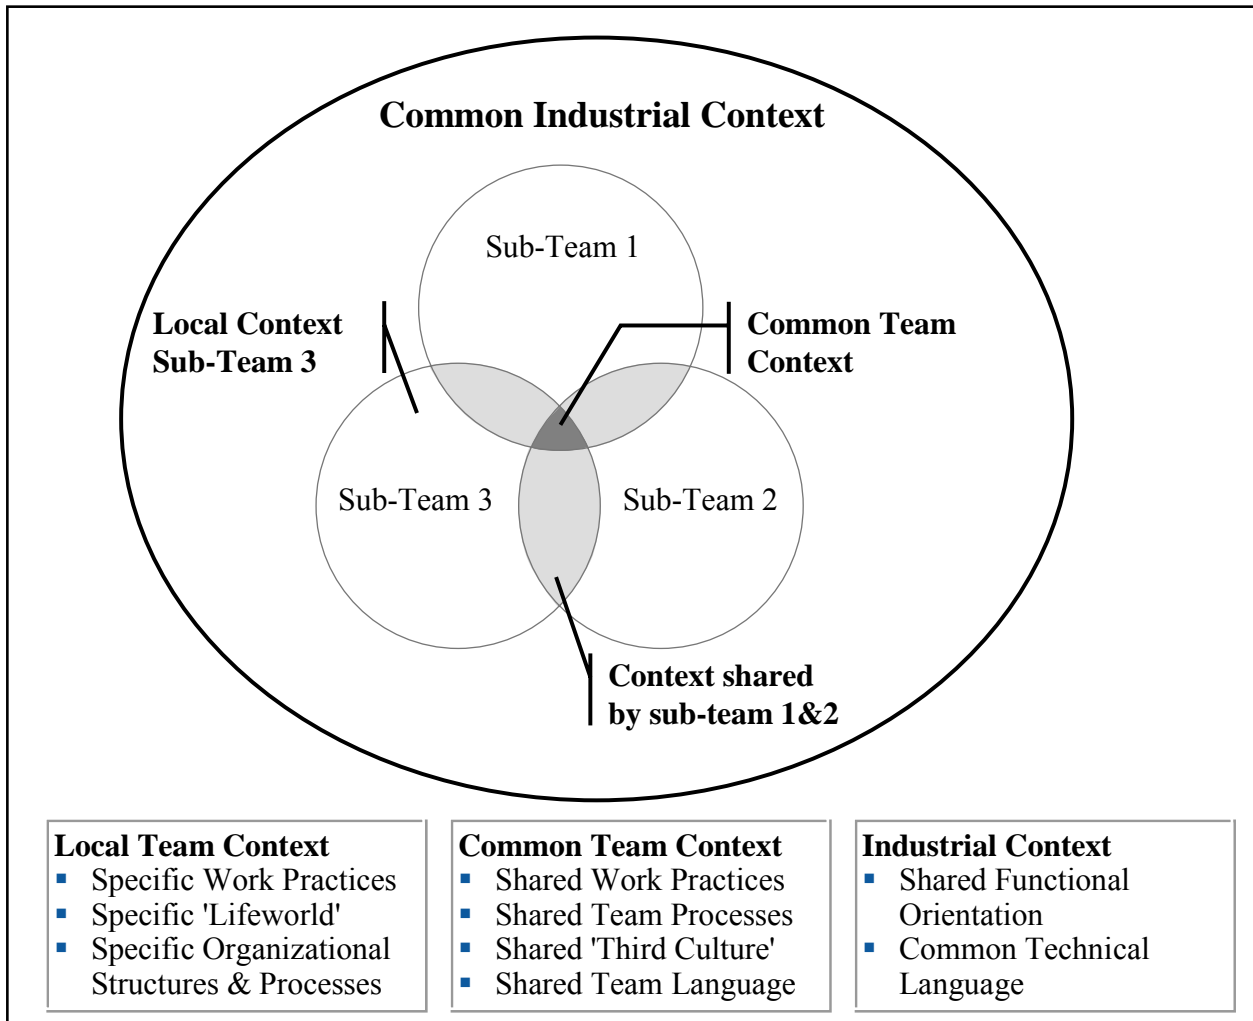 Common Industrial Context
Sub-Team 1
Local Context
Sub-Team 3
Common Team
Context
Sub-Team 3
Sub-Team 2
Context shared
by sub-team 1&2
Local Team Context
▪ Specific Work Practices
▪ Specific 'Lifeworld'
▪ Specific Organizational
Structures & Processes
Common Team Context
▪ Shared Work Practices
▪ Shared Team Processes
▪ Shared 'Third Culture'
▪ Shared Team Language
Industrial Context
▪ Shared Functional
Orientation
▪ Common Technical
Language